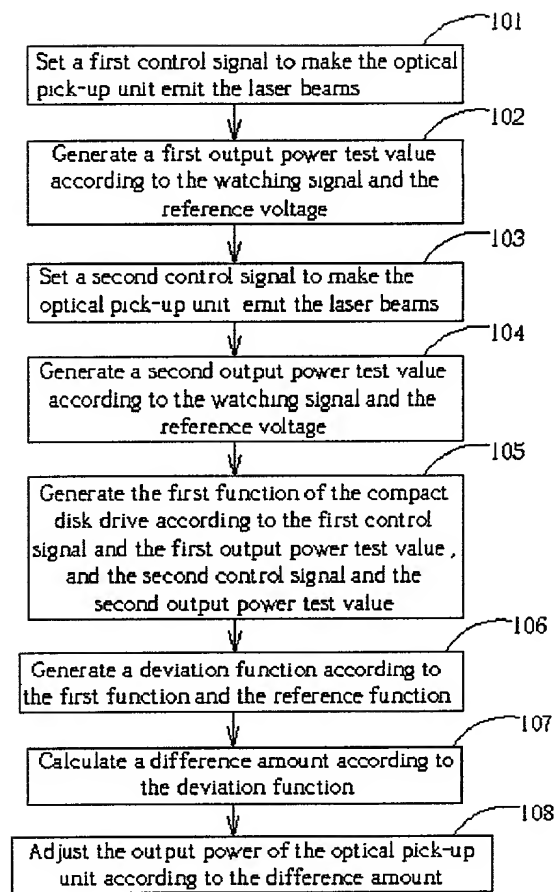 101
Set a first control signal to make the optical
pick-up unit emit the laser beams
102
Generate a first output power test value
according to the watching signal and the
reference voltage
103
Set a second control signal to make the
optical pick-up unit emit the laser beams
104
Generate a second output power test value
according to the watching signal and the
reference voltage
105
Generate the first function of the compact
disk drive according to the first control
signal and the first output power test value ,
and the second control signal and the
second output power test value
106
Generate a deviation function according to
the first function and the reference function
107
Calculate a difference amount according to
the deviation function
108
Adjust the output power of the optical pick-up
unit according to the difference amount